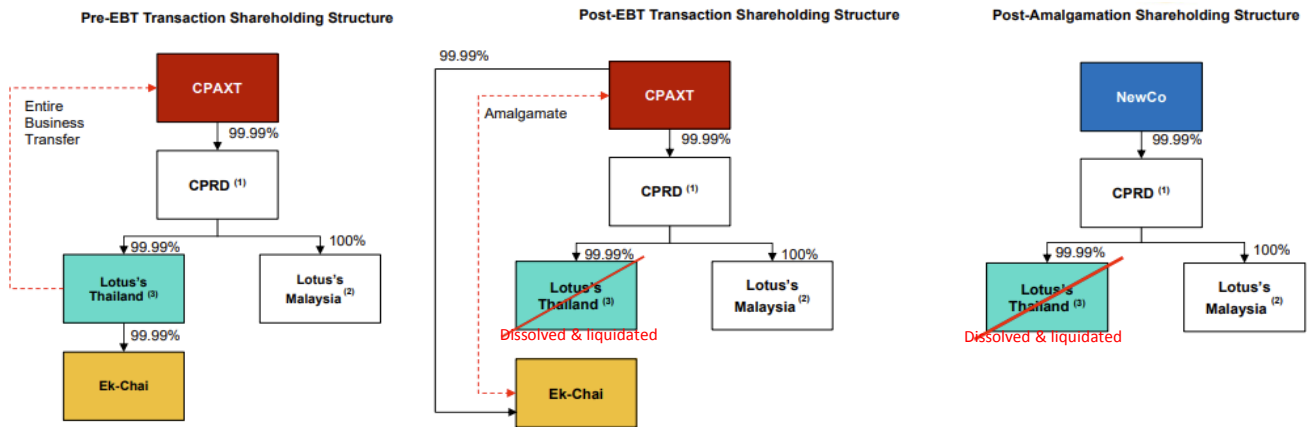 Pre-EBT Transaction Shareholding Structure
CPAXT
Entire
Business
Transfer
99.99%
CPRD (1)
99.99%
100%
Lotus's
Thailand (3)
Lotus's
Malaysia (2)
99.99%
Ek-Chai
Post-EBT Transaction Shareholding Structure
99.99%
CPAXT
Amalgamate
99.99%
CPRD (1)
99.99%
100%
Lotus's
Thailand (3)
Lotus's
Malaysia (2)
Dissolved & liquidated
Ek-Chai
Post-Amalgamation Shareholding Structure
NewCo
99.99%
CPRD (1)
99.99%
100%
Lotus's
Thailand (3)
Lotus's
Malaysia (2)
Dissolved & liquidated